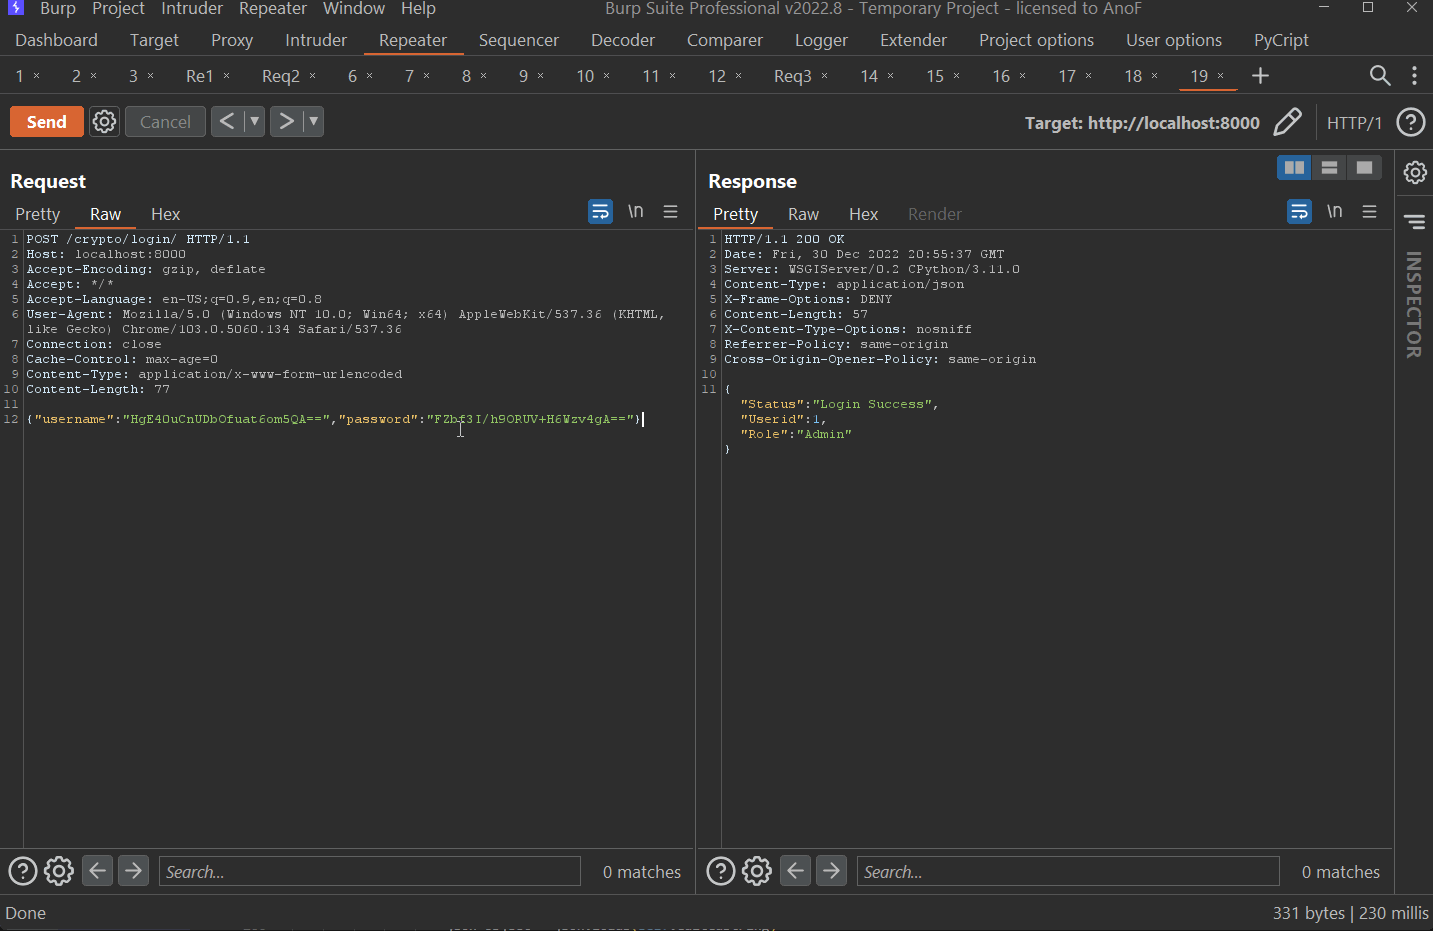 Burp Project Intruder Repeater Window Help Burp Suite Professional v2022.8 - Temporary Project - licensed to AnoF
Dashboard Target Proxy Intruder Repeater Sequencer Decoder Comparer Logger Extender Project options User options PyCript
1 × 2 × 3 × Re1 × Req2 × 6 × 7 × 8 × 9 × 10 × 11 × 12 × Req3 × 14 × 15 × 16 × 17 × 18 × 19 × +
Send Cancel < > Target: http://localhost:8000 HTTP/1 ?
Request
Pretty Raw Hex \n
1 POST /crypto/login/ HTTP/1.1
2 Host: localhost:8000
3 Accept-Encoding: gzip, deflate
4 Accept: */*
5 Accept-Language: en-US;q=0.9,en;q=0.8
6 User-Agent: Mozilla/5.0 (Windows NT 10.0; Win64; x64) AppleWebKit/537.36 (KHTML,
like Gecko) Chrome/103.0.5060.134 Safari/537.36
7 Connection: close
8 Cache-Control: max-age=0
9 Content-Type: application/x-www-form-urlencoded
10 Content-Length: 77
11
12 {"username":"HgE40uCnUDbOfuat6om5QA==","password":"FZbf3I/h9ORUV+H6Wzv4gA=="}
Response
Pretty Raw Hex Render \n
1 HTTP/1.1 200 OK
2 Date: Fri, 30 Dec 2022 20:55:37 GMT
3 Server: WSGIServer/0.2 CPython/3.11.0
4 Content-Type: application/json
5 X-Frame-Options: DENY
6 Content-Length: 57
7 X-Content-Type-Options: nosniff
8 Referrer-Policy: same-origin
9 Cross-Origin-Opener-Policy: same-origin
10
11 {
"Status":"Login Success",
"Userid":1,
"Role":"Admin"
}
INSPECTOR
? Search... 0 matches
? Search... 0 matches
Done 331 bytes | 230 millis